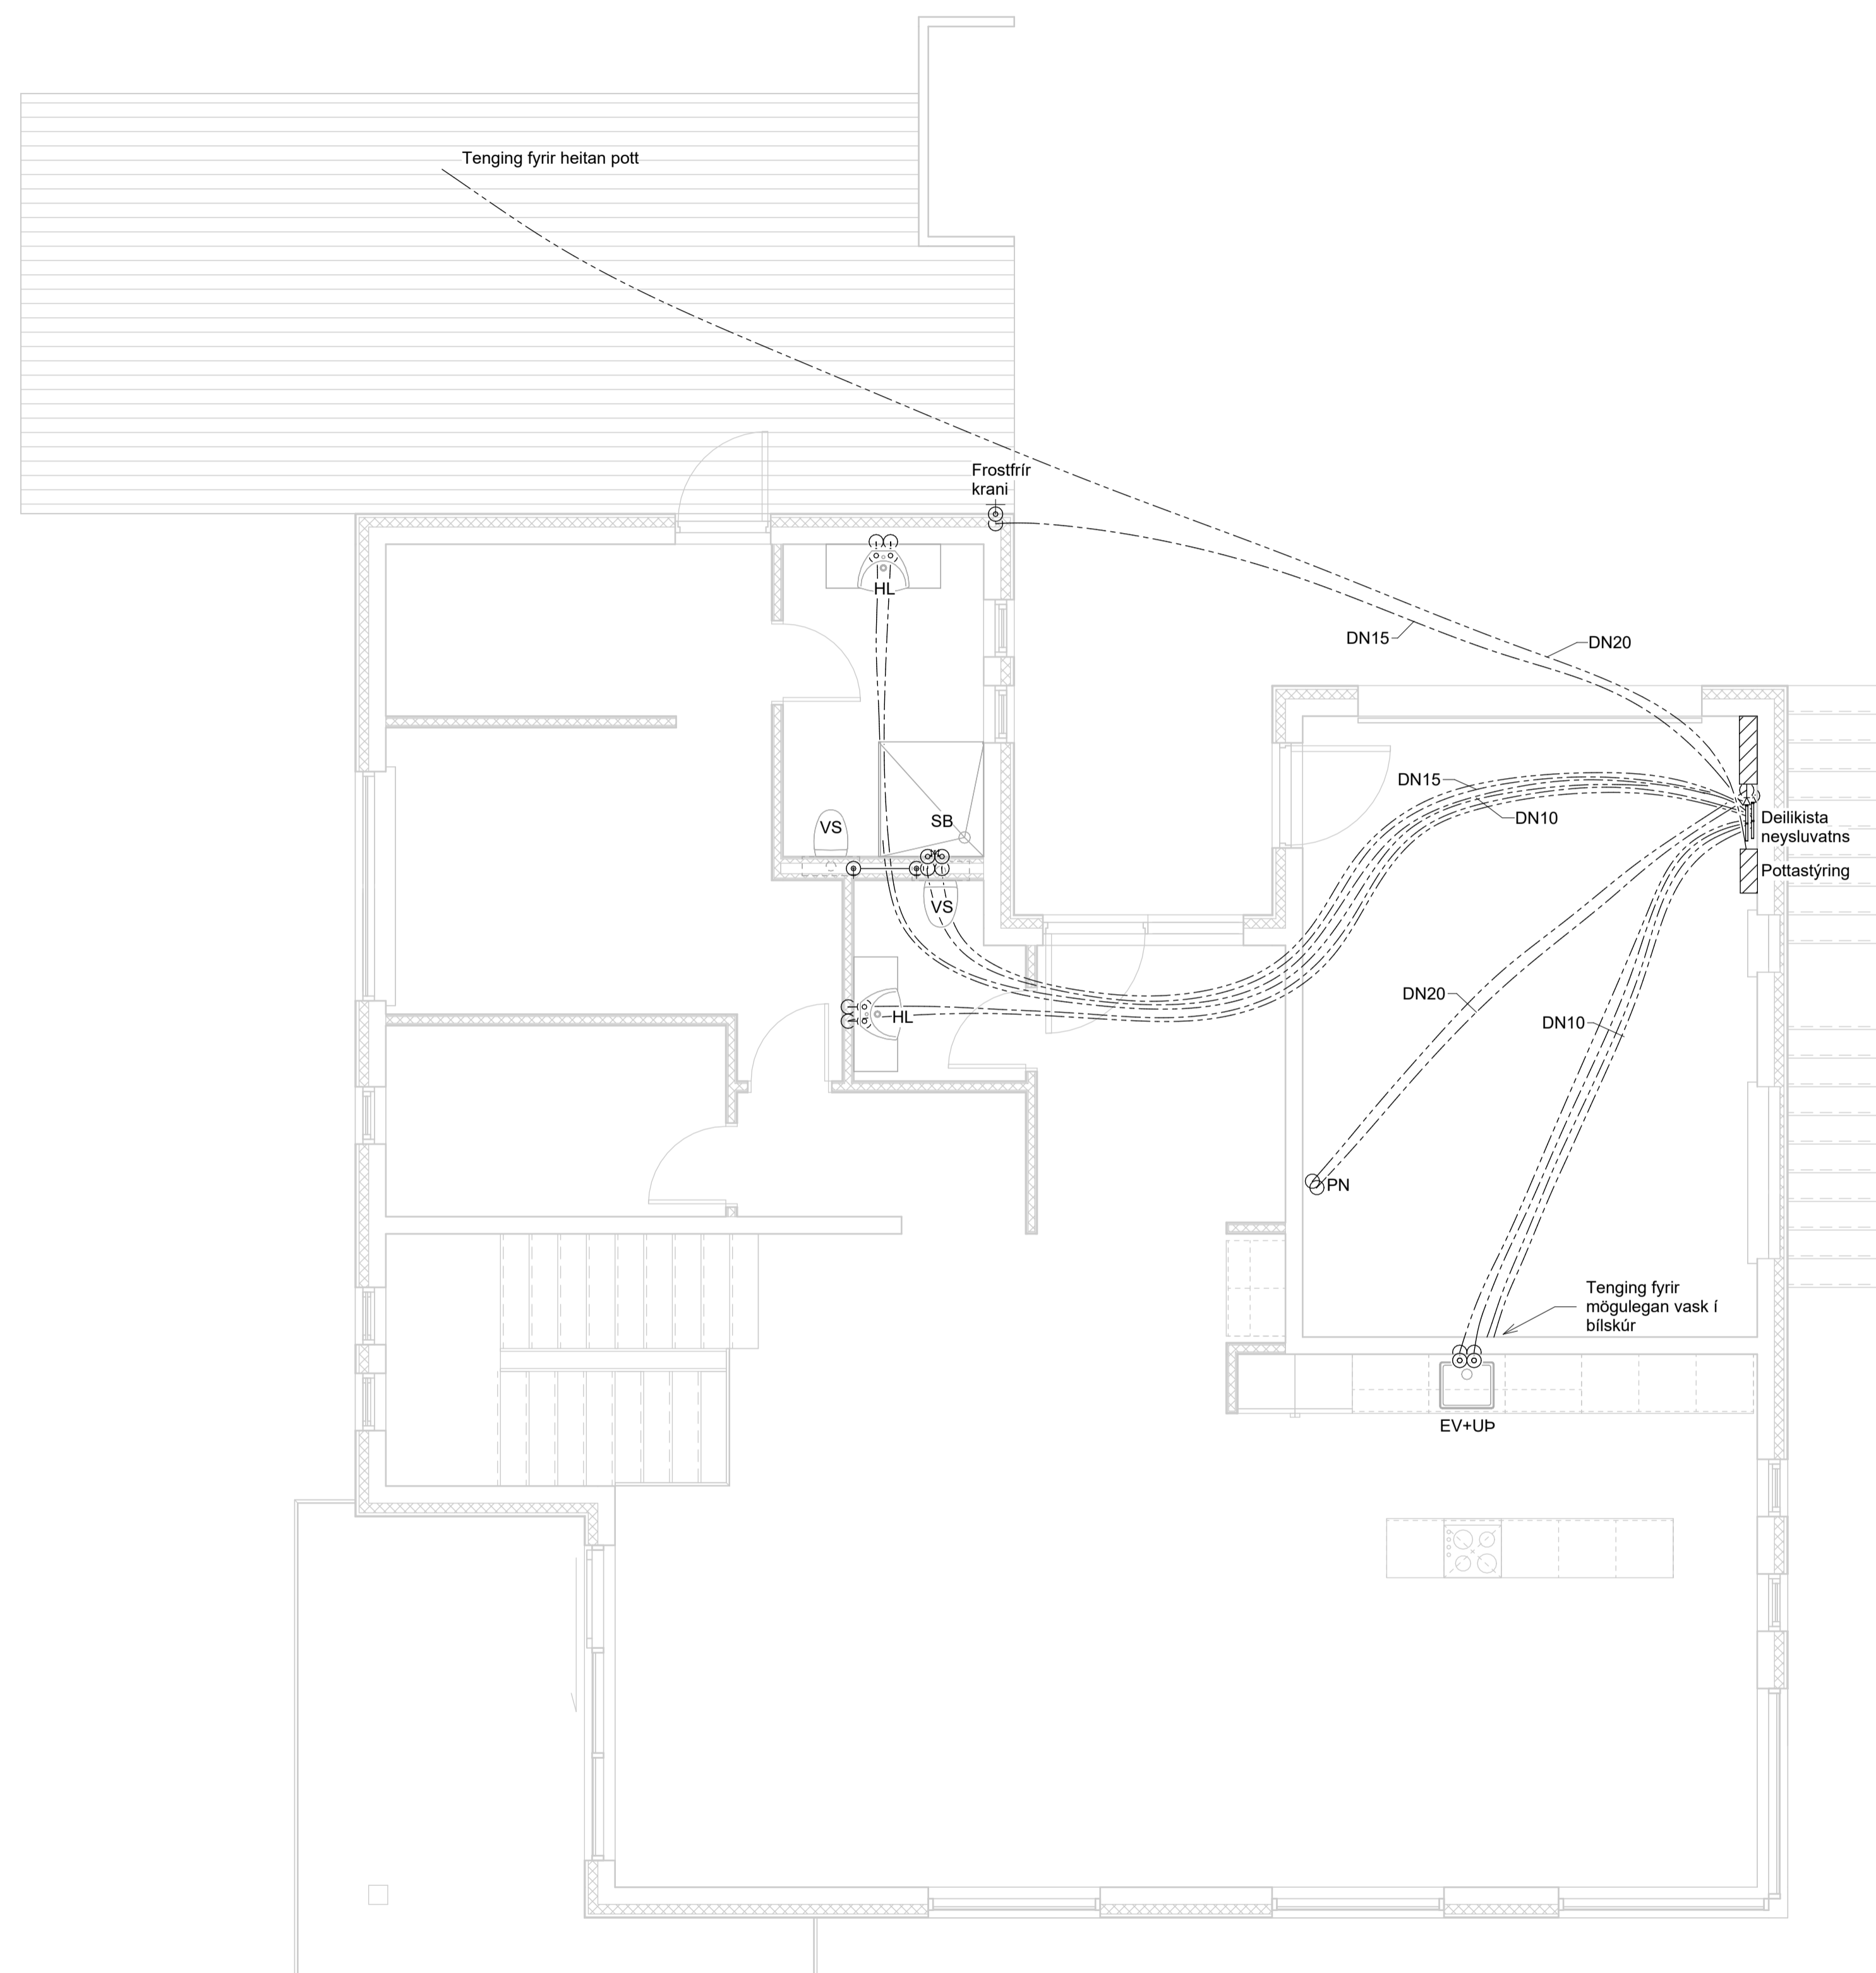 Tenging fyrir heitan pott
Frostfrír
krani
HL
DN15
DN20
DN15
DN10
SB
VS
Deilikista
neysluvatns
Pottastýring
VS
DN20
HL
DN10
PN
Tenging fyrir
mögulegan vask í
bílskúr
EV+UÞ